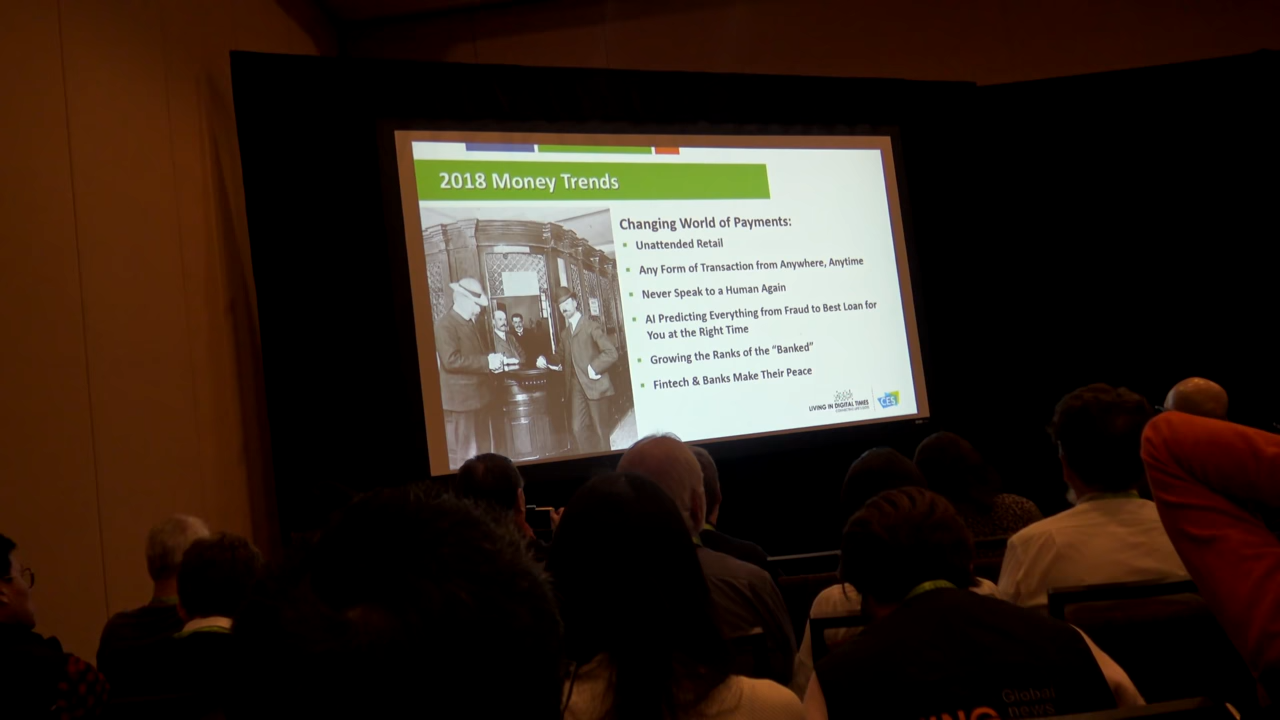 2018 Money Trends
Changing World of Payments:
Unattended Retail
Any Form of Transaction from Anywhere, Anytime
Never Speak to a Human Again
AI Predicting Everything from Fraud to Best Loan for
You at the Right Time
Growing the Ranks of the "Banked"
Fintech & Banks Make Their Peace
LIVING IN DIGITAL TIMES
CES
Global
news